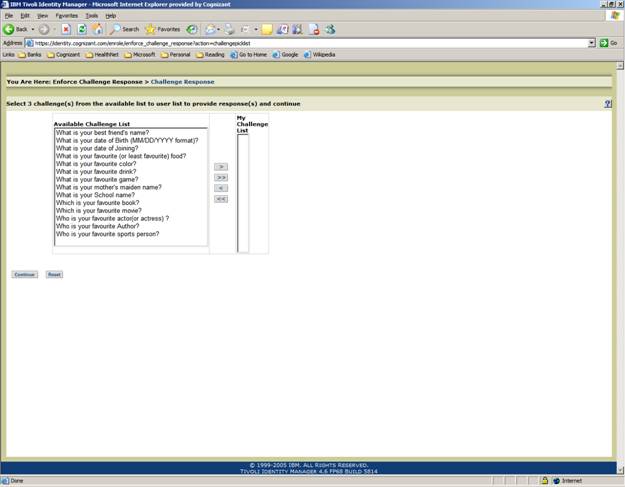 IBM Tivoli Identity Manager - Microsoft Internet Explorer provided by Cognizant
File Edit View Favorites Tools Help
Back Search Favorites
Address https://identity.cognizant.com/enrole/enforce_challenge_response?action=challengepicklist Go
Links Banks Cognizant HealthNet Microsoft Personal Reading Go to Home Google Wikipedia
You Are Here: Enforce Challenge Response > Challenge Response
Select 3 challenge(s) from the available list to user list to provide response(s) and continue ?
My
Challenge
List
Available Challenge List
What is your best friend's name?
What is your date of Birth (MM/DD/YYYY format)?
What is your date of Joining?
What is your favourite (or least favourite) food?
What is your favourite color?
What is your favourite drink?
What is your favourite game?
What is your mother's maiden name?
What is your School name?
Which is your favourite book?
Which is your favourite movie?
Who is your favourite actor(or actress) ?
Who is your favourite Author?
Who is your favourite sports person?
>
>>
<
<<
Continue Reset
© 1999-2005 IBM. All Rights Reserved.
Tivoli Identity Manager 4.6 FP68 Build 5814
Done Internet